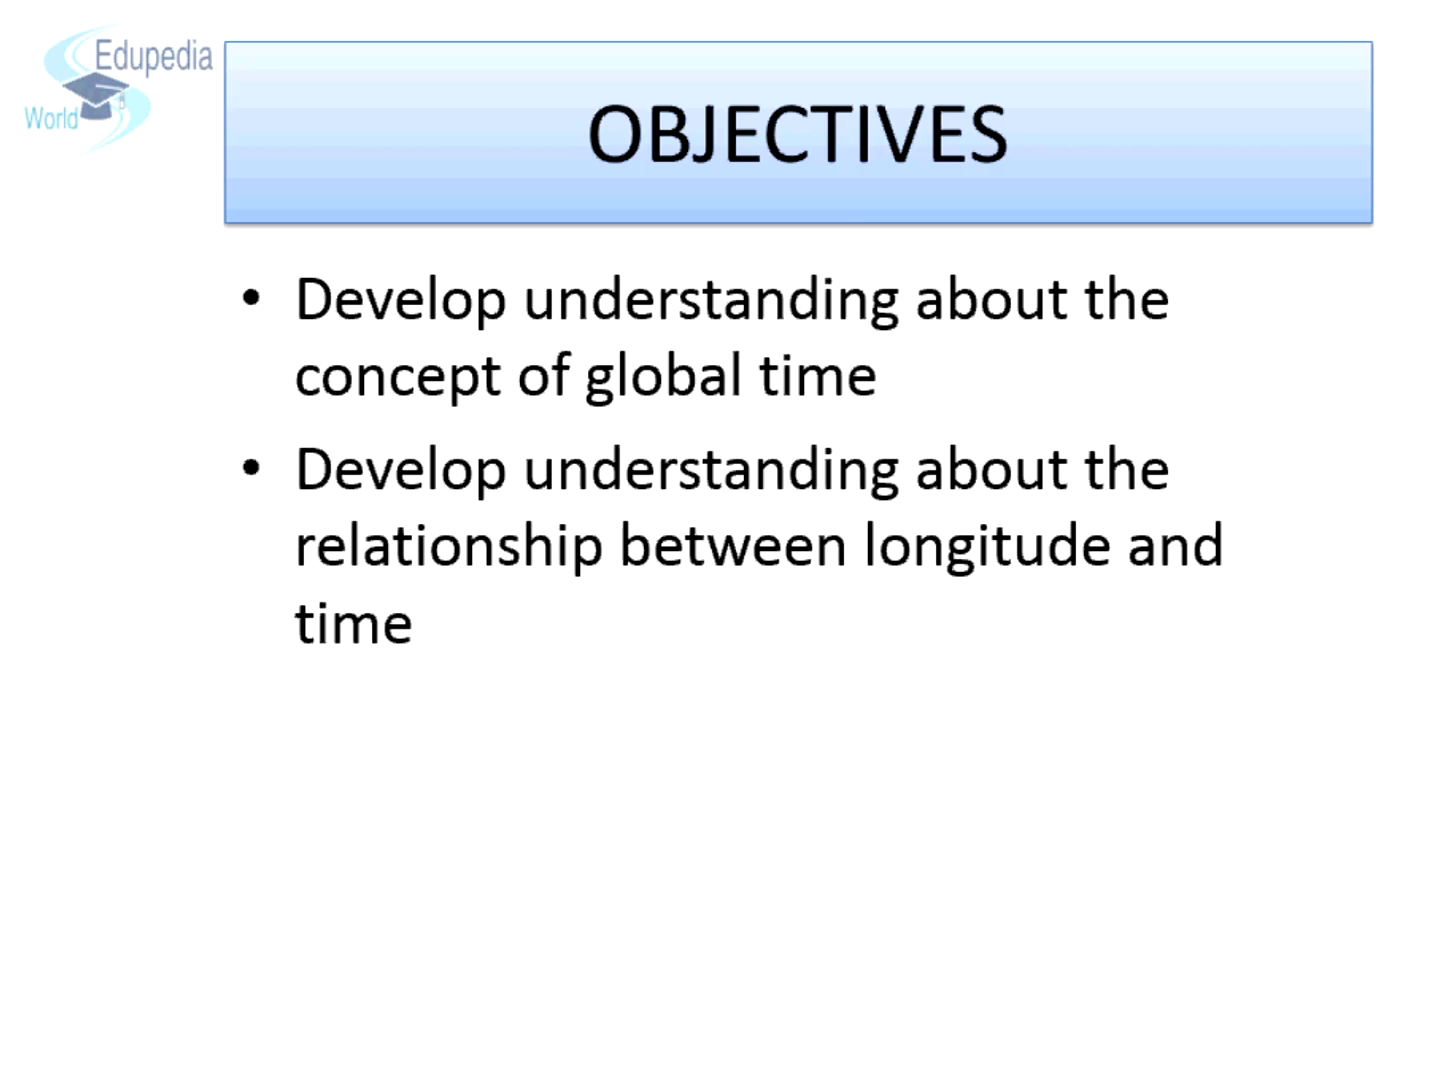 Edupedia
World
OBJECTIVES
• Develop understanding about the
concept of global time
• Develop understanding about the
relationship between longitude and
time